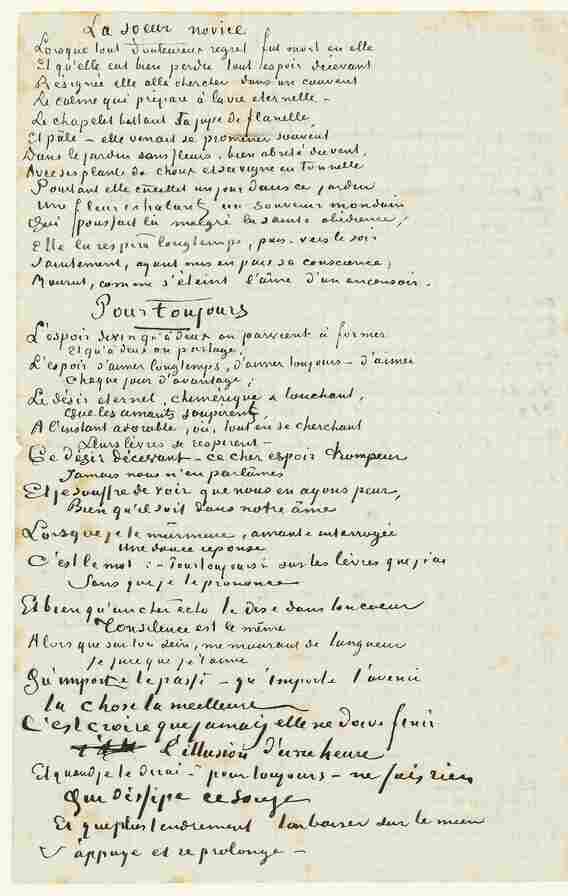 La soeur novice
Lorsque tout douloureux regret fut mort en elle
Et qu'elle eut bien perdu tout espoir décevant
Résignée elle alla chercher dans un couvent
Le calme qui prépare à la vie eternelle –
Le chapelet battant sa jupe de flanelle,
Et pâle – elle venait se promener souvent
Dans le jardin sans fleurs, bien abrité du vent,
Avec ses plants de choux et sa vigne en tonnelle
Pourtant elle cueillit un jour dans ce jardin
Une fleur exhalant un souvenir mondain
Qui poussait là malgré la sainte obédience,
Elle la respira longtemps, puis vers le soir
Saintement, ayant mis en paix sa conscience,
Mourut, comme s'éteint l'âme d'un encensoir.
Pour toujours
L'espoir divin qu'à deux on parvient à former
Et qu'à deux on partage,
L'espoir d'aimer longtemps, d'aimer toujours – d'aimer
Chaque jour d'avantage;
Le désir eternel, chimérique & touchant,
Que les amants soupirent,
A l'instant adorable, où, tout en se cherchant
Leurs lèvres se respirent –
Ce désir décevant – ce cher espoir trompeur
Jamais nous n'en parlâmes
Et je souffre de voir que nous en ayons peur,
Bien qu'il soit dans notre âme
Lorsque je te murmure, amante interrogée
Une douce reponse
C'est le mot : – Pour toujours – sur les lèvres que j'ai
Sans que je le prononce
Et bien qu'un cher écho le dise dans ton coeur
Ton silence est le même
Alors que sur ton sein, me mourant de langueur
Je jure que je t'aime
Qu'importe le passé – qu'importe l'avenir
la chose la meilleure
C'est croire que jamais elle ne doive finir
l'illusion d'une heure
Et quand je te dirai – pour toujours – ne fais rien
Qui dissipe ce songe
Et que plus tendrement ton baiser sur le mien
S'appuye et se prolonge –